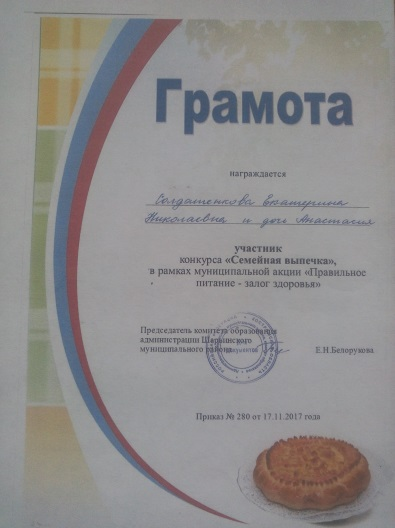 Грамота
награждается
Солдатенкова Екатерина
Николаевна и дочь Анастасия
участник
конкурса «Семейная выпечка»,
в рамках муниципальной акции «Правильное
питание - залог здоровья»
Председатель комитета образования
администрации Шарьинского
муниципального района
Е.Н.Белорукова
Приказ № 280 от 17.11.2017 года